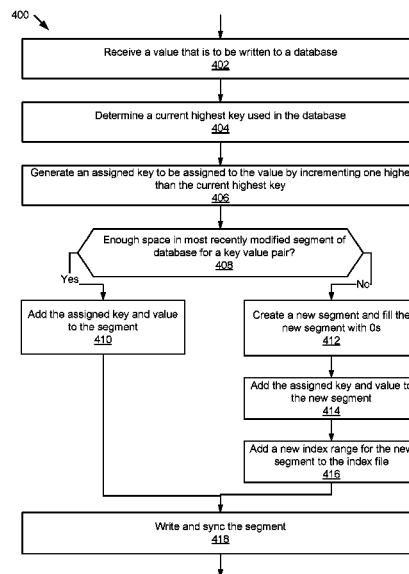 400
Receive a value that is to be written to a database
402
Determine a current highest key used in the database
404
Generate an assigned key to be assigned to the value by incrementing one higher
than the current highest key
406
Enough space in most recently modified segment of
database for a key value pair?
408
Yes
No
Add the assigned key and value
to the segment
410
Create a new segment and fill the
new segment with 0s
412
Add the assigned key and value to
the new segment
414
Add a new index range for the new
segment to the index file
416
Write and sync the segment
418